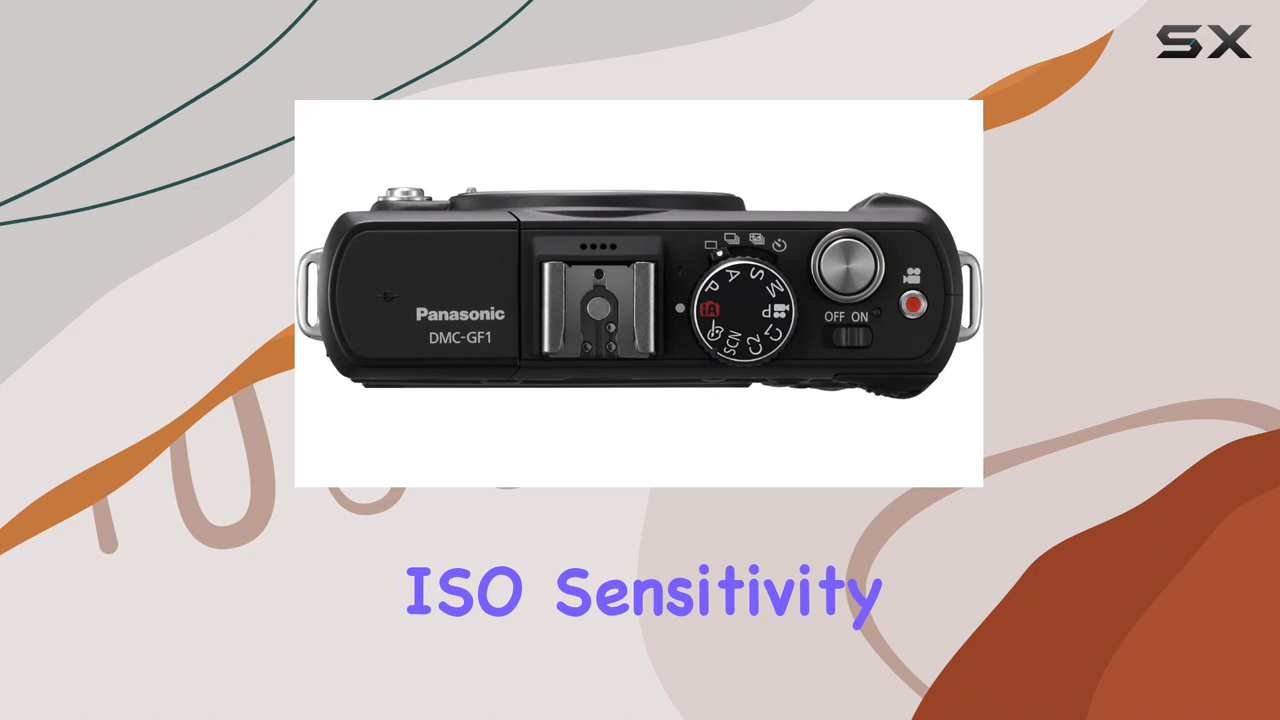 SX
Panasonic
DMC-GF1
P A S M
iA
P
SCN C2 C1
OFF ON
ISO Sensitivity